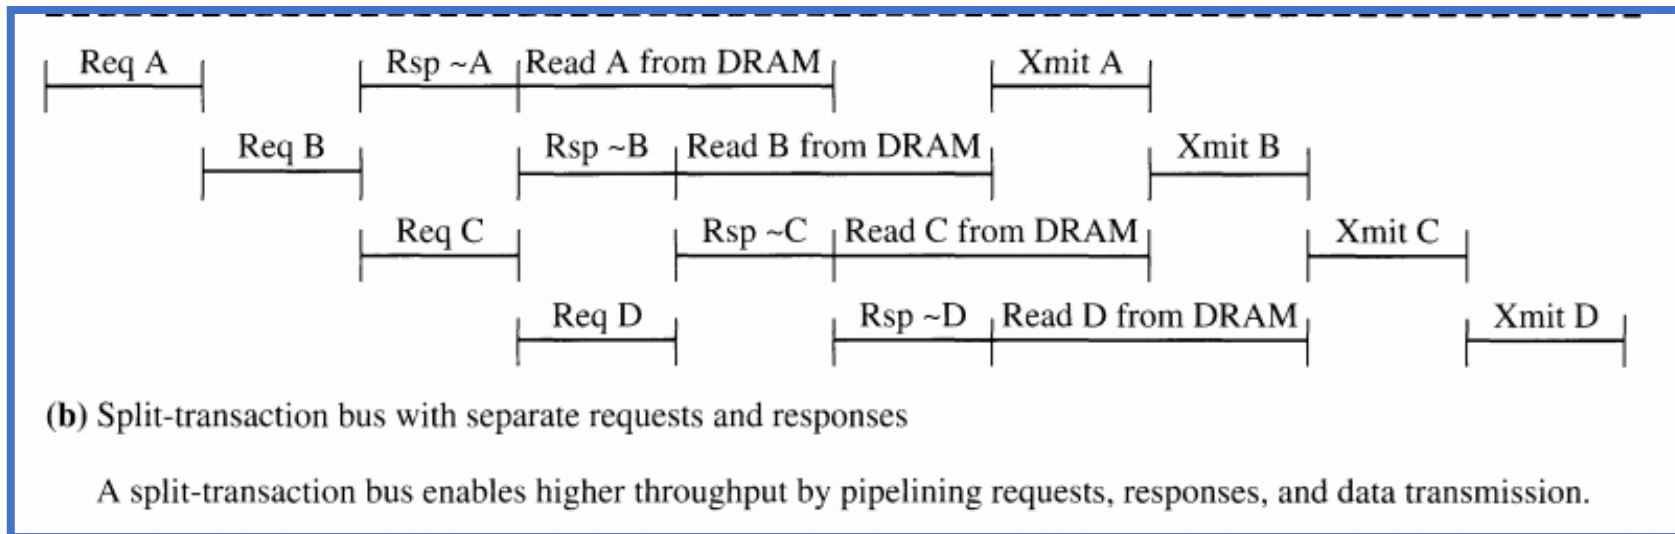 Req A Rsp ~A Read A from DRAM Xmit A
Req B Rsp ~B Read B from DRAM Xmit B
Req C Rsp ~C Read C from DRAM Xmit C
Req D Rsp ~D Read D from DRAM Xmit D
(b) Split-transaction bus with separate requests and responses
A split-transaction bus enables higher throughput by pipelining requests, responses, and data transmission.